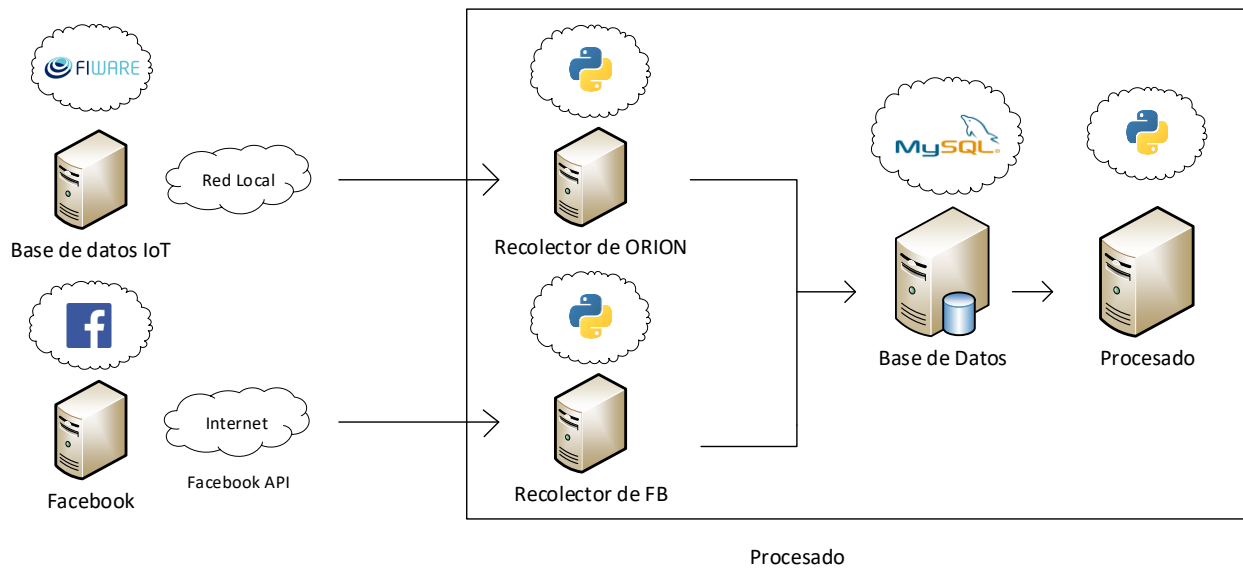 FIWARE
Red Local
Base de datos IoT
Recolector de ORION
MySQL®
Base de Datos
Procesado
Internet
Facebook API
Facebook
Recolector de FB
Procesado